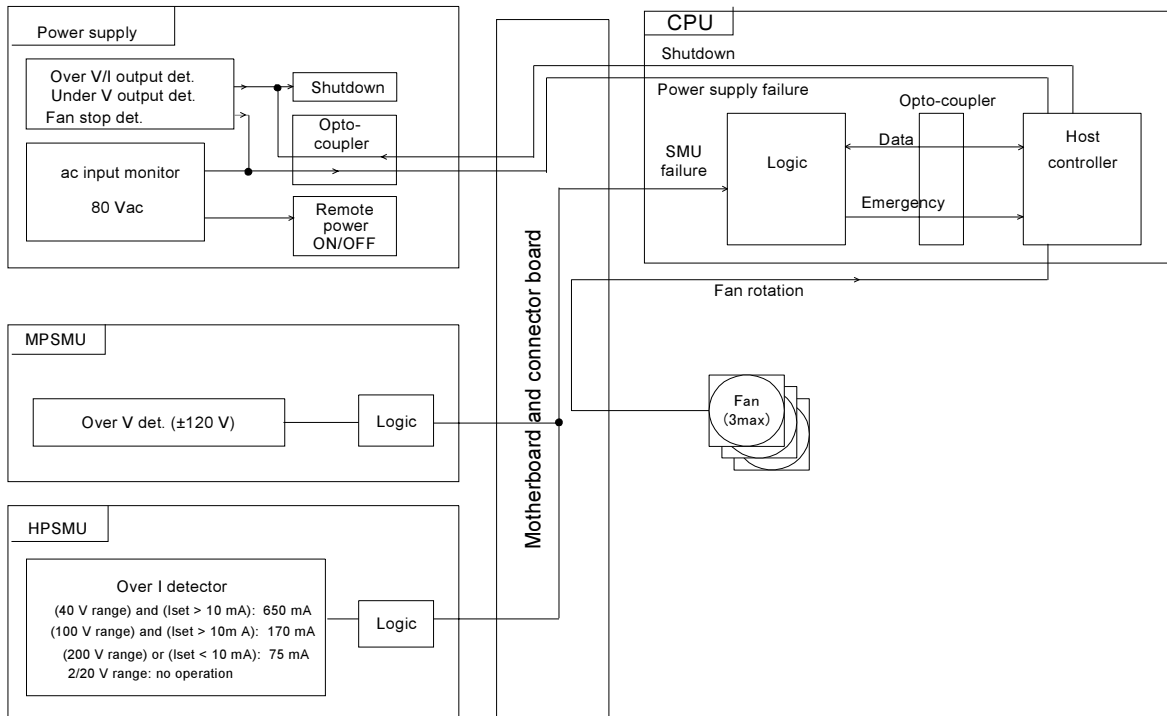 Power supply
Over V/I output det.
Under V output det.
Fan stop det.
Shutdown
Opto-
coupler
ac input monitor
80 Vac
Remote
power
ON/OFF
MPSMU
Over V det. (±120 V)
Logic
HPSMU
Over I detector
(40 V range) and (Iset > 10 mA): 650 mA
(100 V range) and (Iset > 10m A): 170 mA
(200 V range) or (Iset < 10 mA): 75 mA
2/20 V range: no operation
Logic
Motherboard and connector board
CPU
Shutdown
Power supply failure
Opto-coupler
SMU
failure
Logic
Data
Emergency
Host
controller
Fan rotation
Fan
(3max)